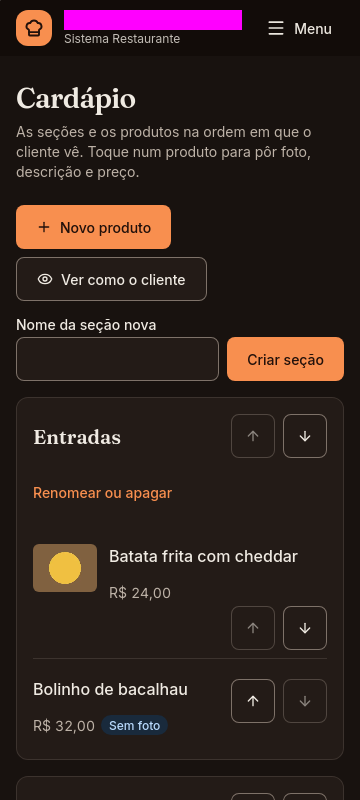 Sistema Restaurante
Menu
Cardápio
As seções e os produtos na ordem em que o
cliente vê. Toque num produto para pôr foto,
descrição e preço.
Novo produto
Ver como o cliente
Nome da seção nova
Criar seção
Entradas
Renomear ou apagar
Batata frita com cheddar
R$ 24,00
Bolinho de bacalhau
R$ 32,00 Sem foto